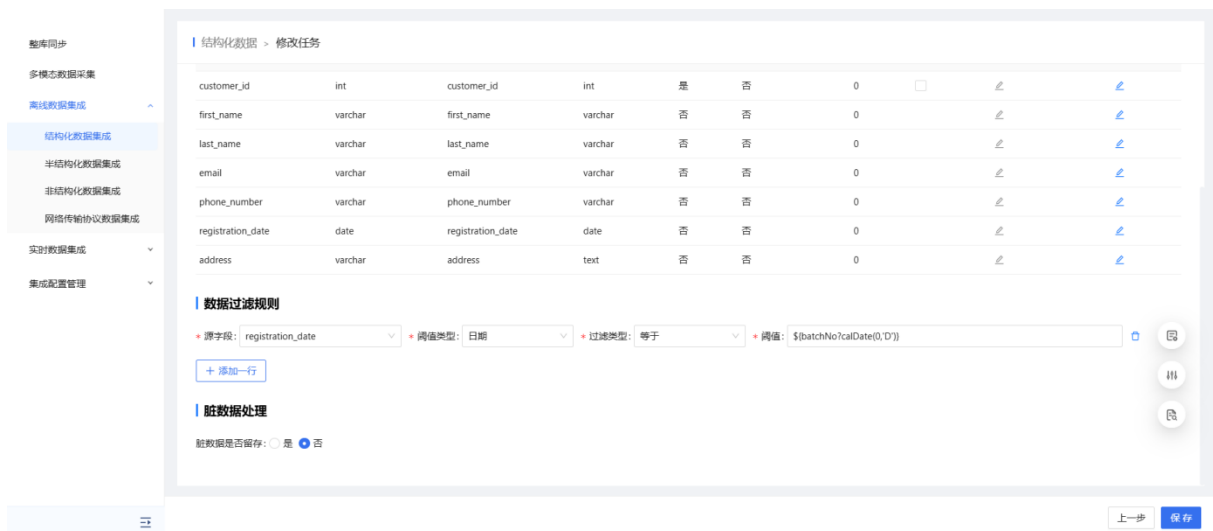 整库同步
多模态数据采集
离线数据集成
结构化数据集成
半结构化数据集成
非结构化数据集成
网络传输协议数据集成
实时数据集成
集成配置管理
结构化数据 > 修改任务
customer_id int customer_id int 是 否 0
first_name varchar first_name varchar 否 否 0
last_name varchar last_name varchar 否 否 0
email varchar email varchar 否 否 0
phone_number varchar phone_number varchar 否 否 0
registration_date date registration_date date 否 否 0
address varchar address text 否 否 0
数据过滤规则
* 源字段: registration_date * 阈值类型: 日期 * 过滤类型: 等于 * 阈值: ${batchNo?calDate(0,'D')}
+ 添加一行
脏数据处理
脏数据是否留存: 是 否
上一步 保存